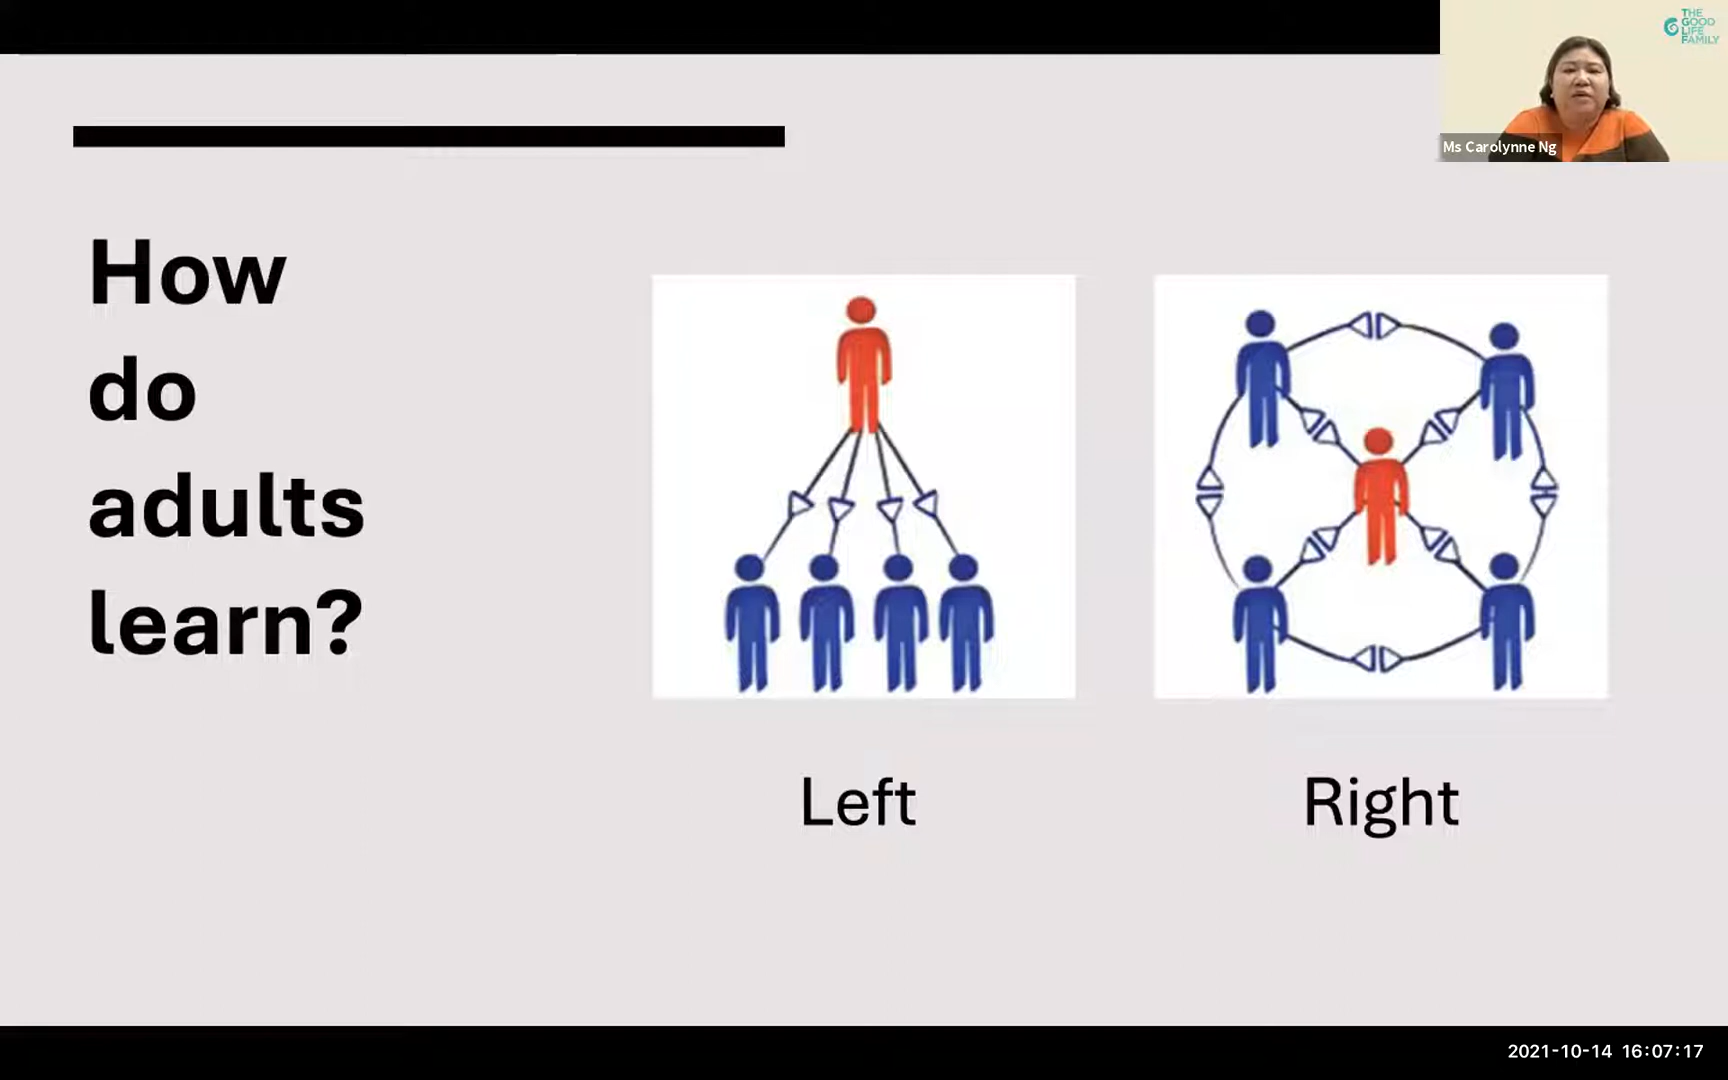 THE
GOOD
LIFE
FAMILY
Ms Carolynne Ng
How
do
adults
learn?
Left
Right
2021-10-14 16:07:17